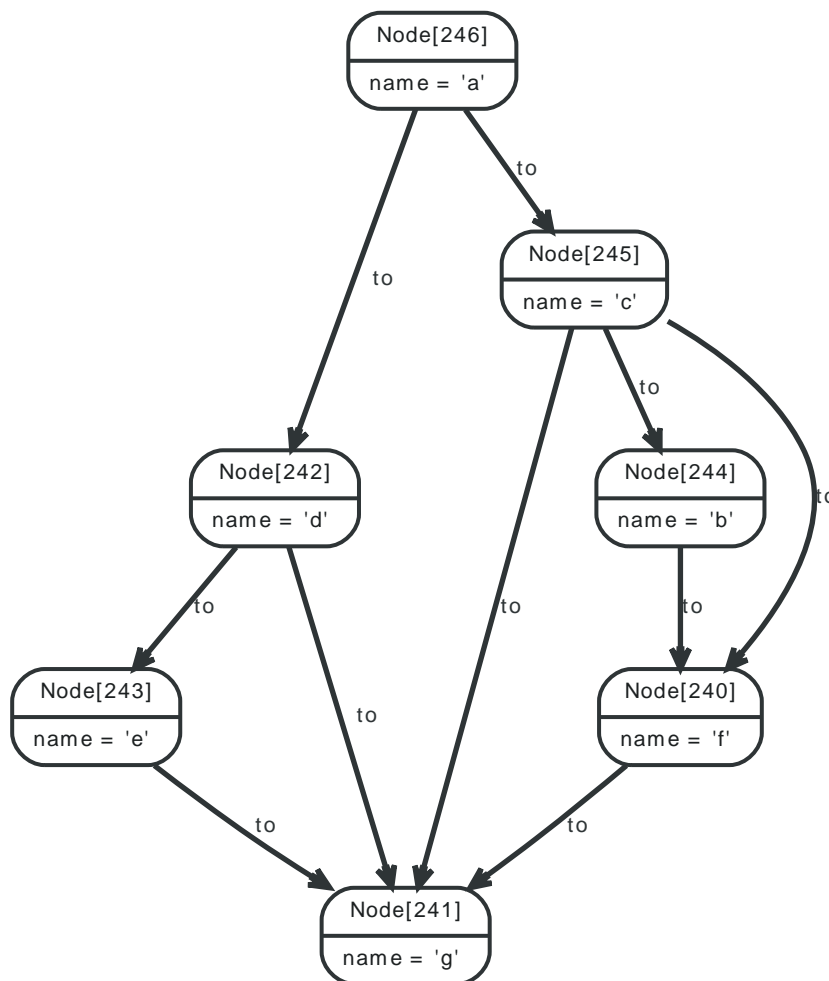 Node[246]
name = 'a'
to
Node[245]
name = 'c'
to
to
Node[242]
name = 'd'
Node[244]
name = 'b'
to
to
to
to
Node[243]
name = 'e'
Node[240]
name = 'f'
to
to
to
Node[241]
name = 'g'